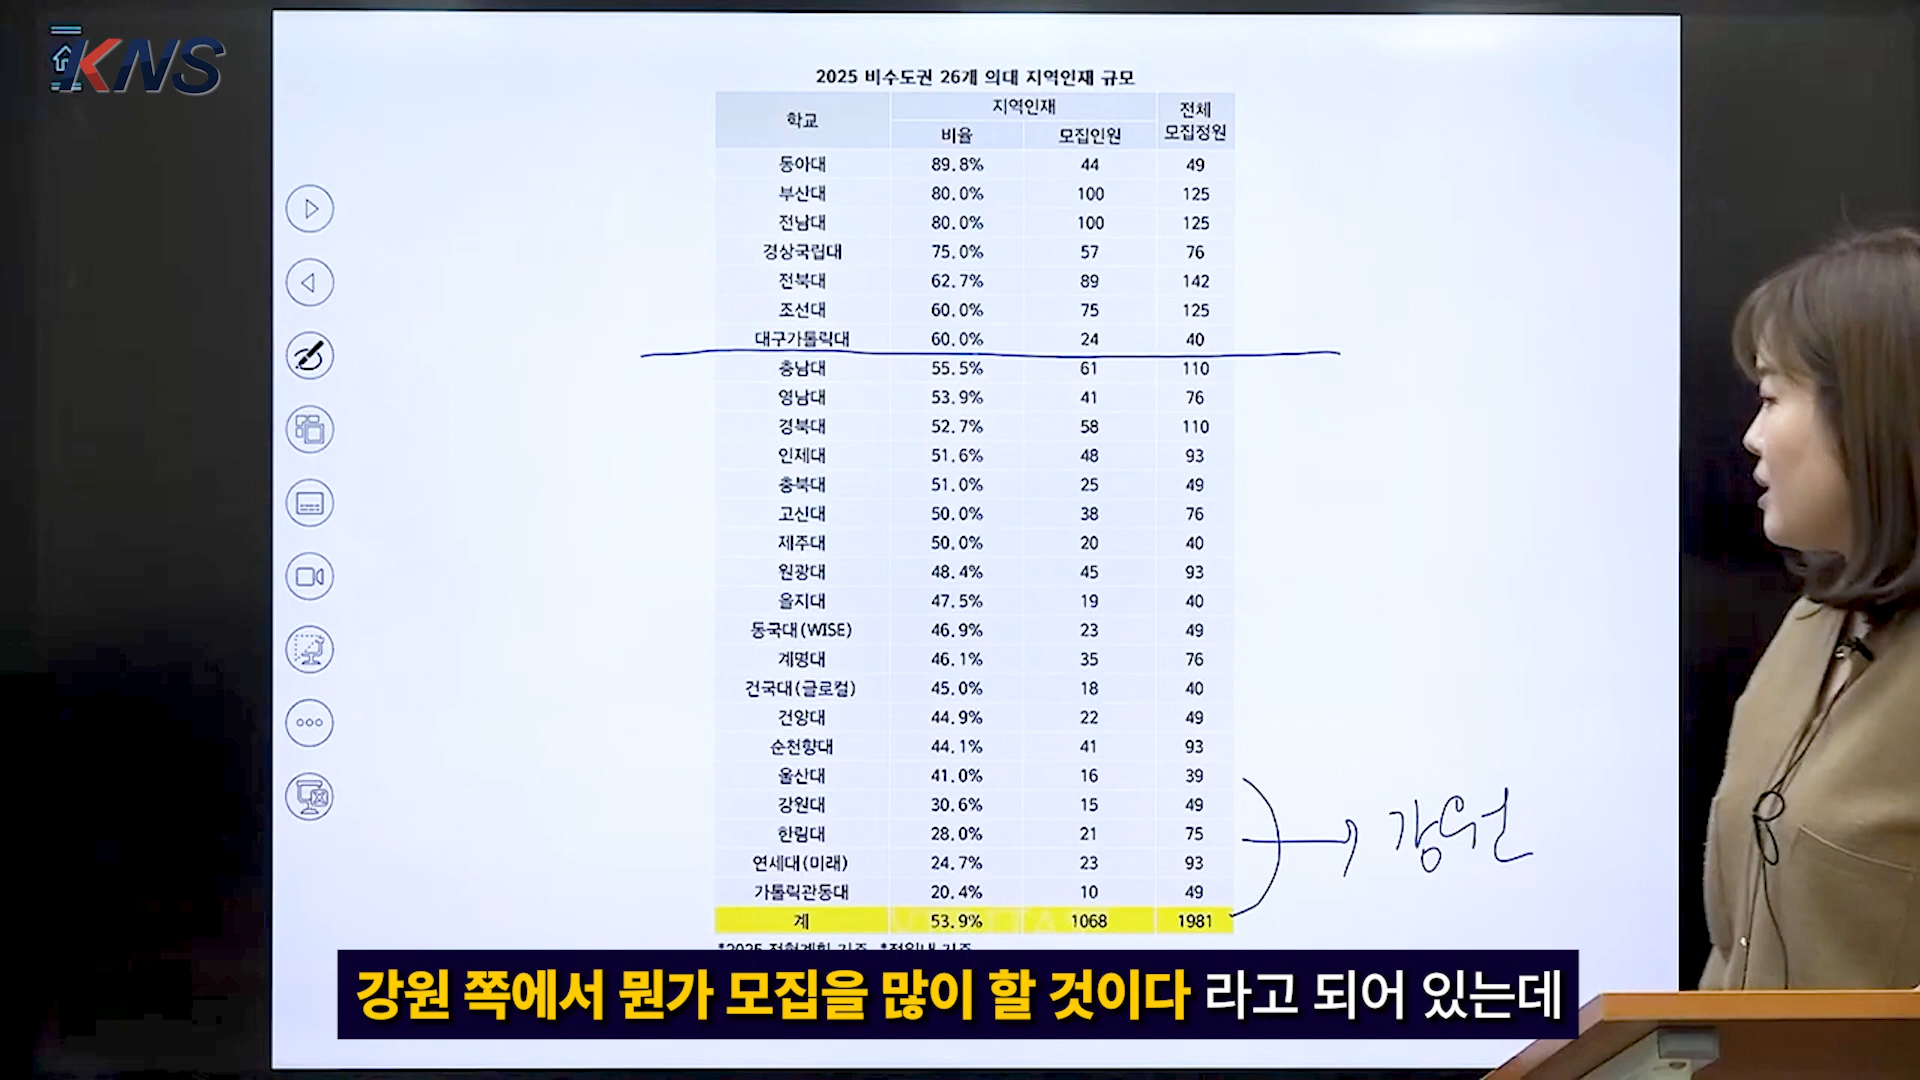 KNS
2025 비수도권 26개 의대 지역인재 규모
학교 지역인재 전체 모집정원
비율 모집인원
동아대 89.8% 44 49
부산대 80.0% 100 125
전남대 80.0% 100 125
경상국립대 75.0% 57 76
전북대 62.7% 89 142
조선대 60.0% 75 125
대구가톨릭대 60.0% 24 40
충남대 55.5% 61 110
영남대 53.9% 41 76
경북대 52.7% 58 110
인제대 51.6% 48 93
충북대 51.0% 25 49
고신대 50.0% 38 76
제주대 50.0% 20 40
원광대 48.4% 45 93
을지대 47.5% 19 40
동국대(WISE) 46.9% 23 49
계명대 46.1% 35 76
건국대(글로컬) 45.0% 18 40
건양대 44.9% 22 49
순천향대 44.1% 41 93
울산대 41.0% 16 39
강원대 30.6% 15 49
한림대 28.0% 21 75
연세대(미래) 24.7% 23 93
가톨릭관동대 20.4% 10 49
계 53.9% 1068 1981
강원
*2025 전형계획 기준, *정원내 기준
강원 쪽에서 뭔가 모집을 많이 할 것이다 라고 되어 있는데